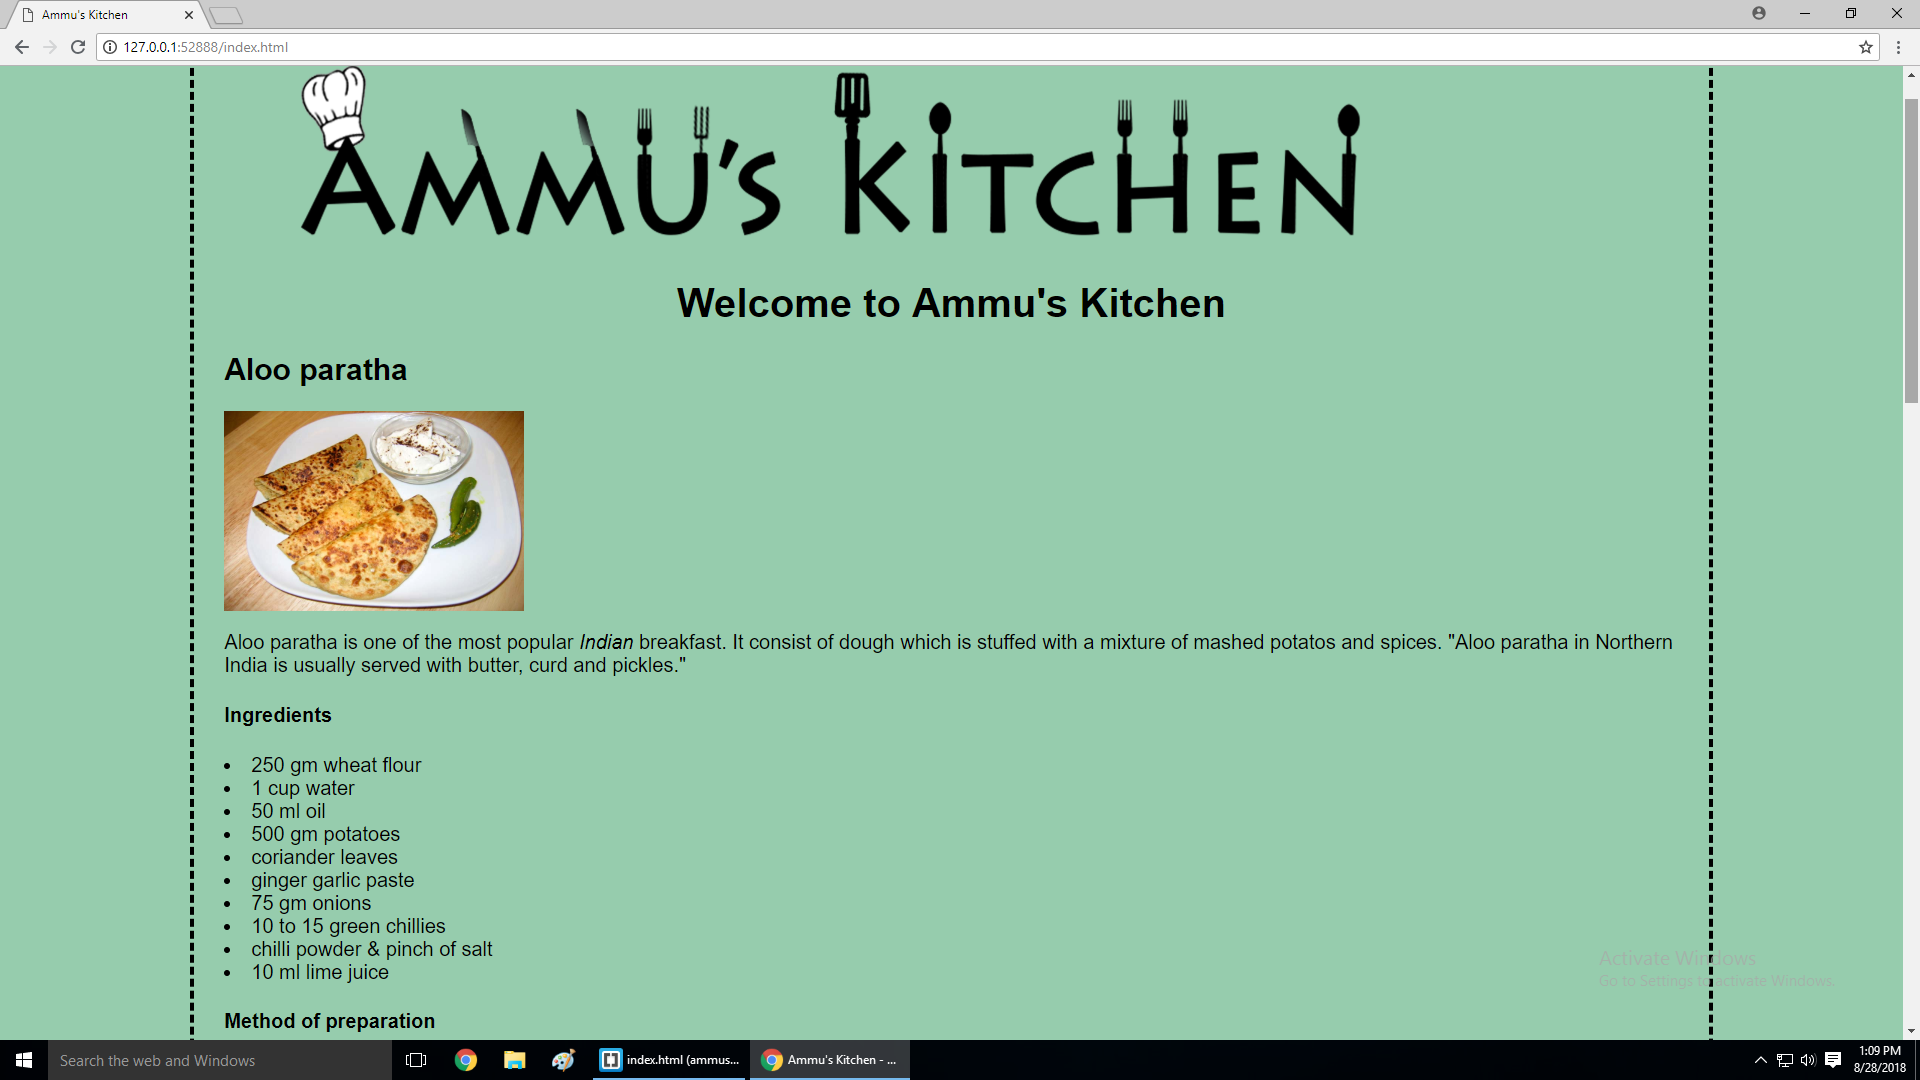 Ammu's Kitchen
127.0.0.1:52888/index.html
AMMU'S KITCHEN
Welcome to Ammu's Kitchen
Aloo paratha
Aloo paratha is one of the most popular Indian breakfast. It consist of dough which is stuffed with a mixture of mashed potatos and spices. "Aloo paratha in Northern
India is usually served with butter, curd and pickles."
Ingredients
• 250 gm wheat flour
• 1 cup water
• 50 ml oil
• 500 gm potatoes
• coriander leaves
• ginger garlic paste
• 75 gm onions
• 10 to 15 green chillies
• chilli powder & pinch of salt
• 10 ml lime juice
Activate Windows
Go to Settings to activate Windows.
Method of preparation
Search the web and Windows
index.html (ammus...
Ammu's Kitchen - ...
1:09 PM
8/28/2018